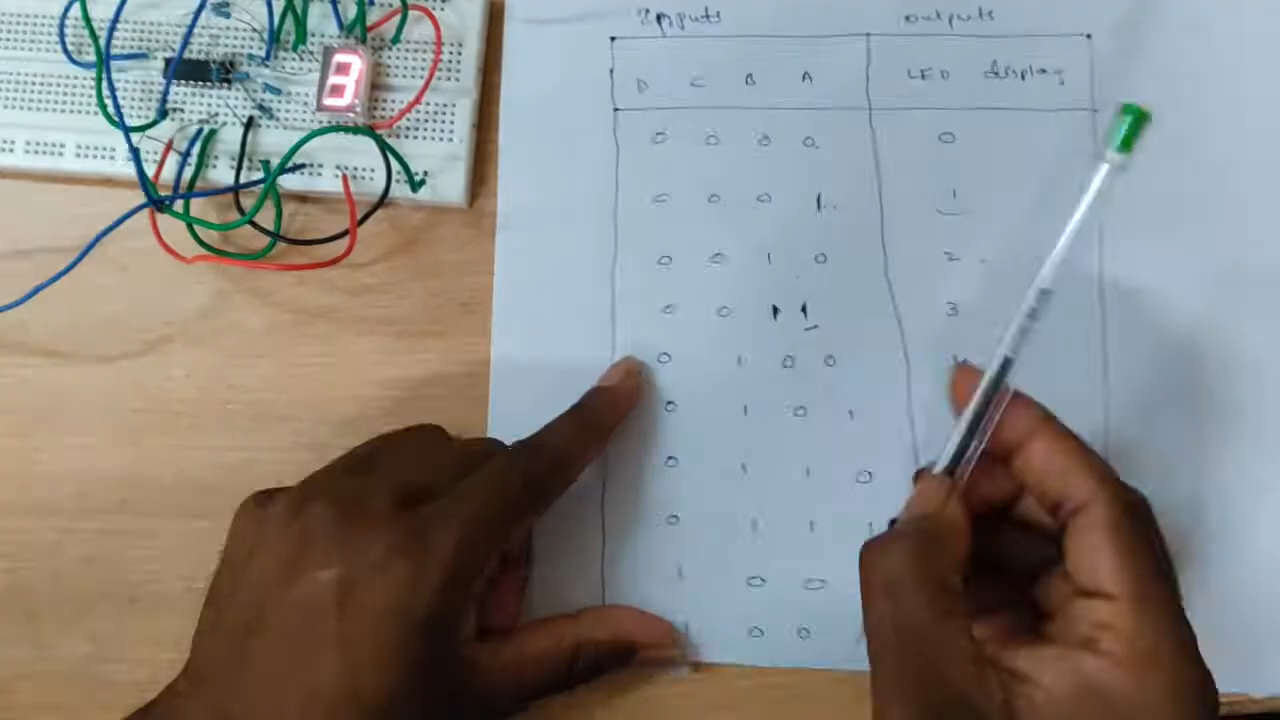 3
Inputs outputs
D C B A LED display
0 0 0 0 0
0 0 0 1 1
0 0 1 0 2
0 0 1 1 3
0 1 0 0
0 1 0 1
0 1 1 0
0 1 1 1
1 0 0
0 0